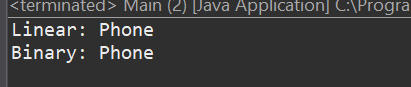 <terminated> Main (2) [Java Application] C:\Progra
Linear: Phone
Binary: Phone